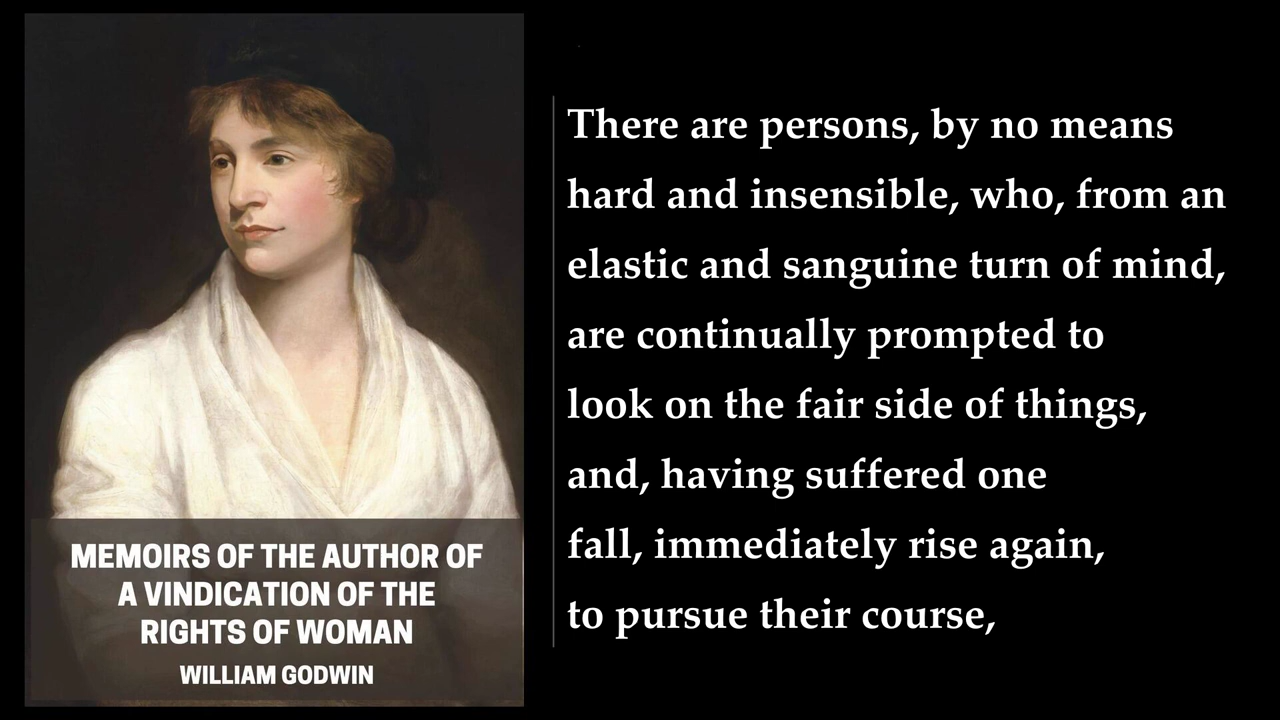 MEMOIRS OF THE AUTHOR OF
A VINDICATION OF THE
RIGHTS OF WOMAN
WILLIAM GODWIN
There are persons, by no means
hard and insensible, who, from an
elastic and sanguine turn of mind,
are continually prompted to
look on the fair side of things,
and, having suffered one
fall, immediately rise again,
to pursue their course,